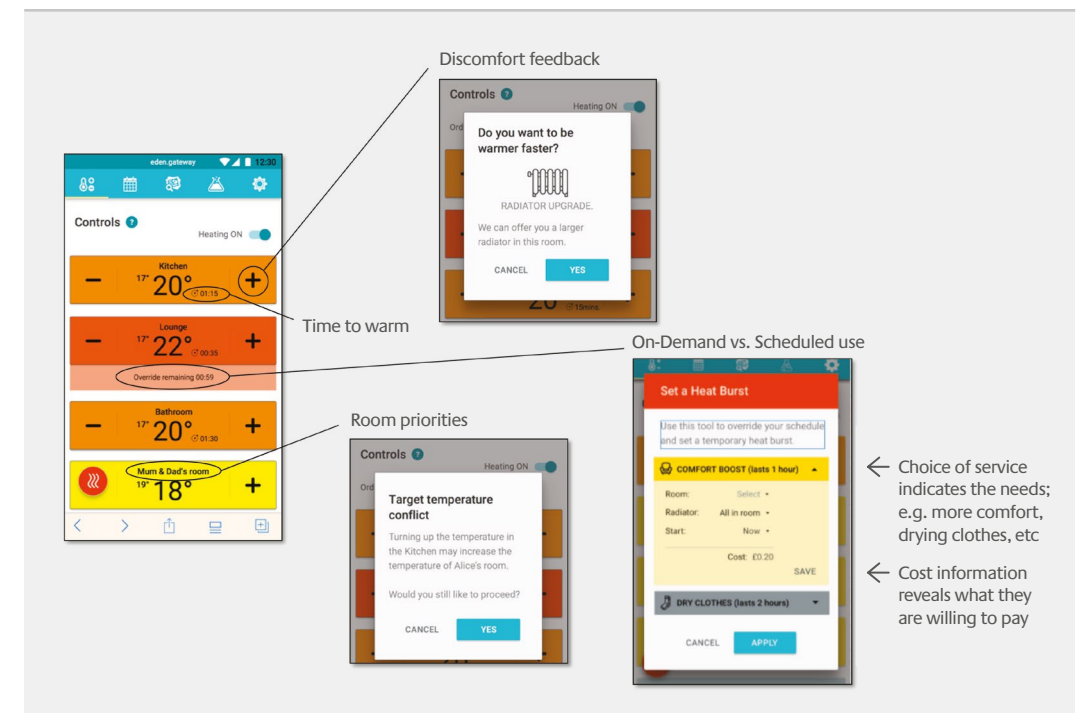 Discomfort feedback
Controls ?
Heating ON
Ord
Do you want to be
warmer faster?
RADIATOR UPGRADE.
We can offer you a larger
radiator in this room.
CANCEL YES
20° 15mins.
eden.gateway 12:30
Controls ?
Heating ON
Kitchen
− 17° 20° 01:15 +
Time to warm
Lounge
− 17° 22° 00:35 +
Override remaining 00:59
Bathroom
− 17° 20° 01:30 +
Mum & Dad's room
19° 18° +
On-Demand vs. Scheduled use
Set a Heat Burst
Use this tool to override your schedule
and set a temporary heat burst.
COMFORT BOOST (lasts 1 hour)
Room: Select
Radiator: All in room
Start: Now
Cost: £0.20
SAVE
DRY CLOTHES (lasts 2 hours)
CANCEL APPLY
Choice of service
indicates the needs;
e.g. more comfort,
drying clothes, etc
Cost information
reveals what they
are willing to pay
Room priorities
Controls ?
Heating ON
Ord
Target temperature
conflict
Turning up the temperature in
the Kitchen may increase the
temperature of Alice's room.
Would you still like to proceed?
CANCEL YES